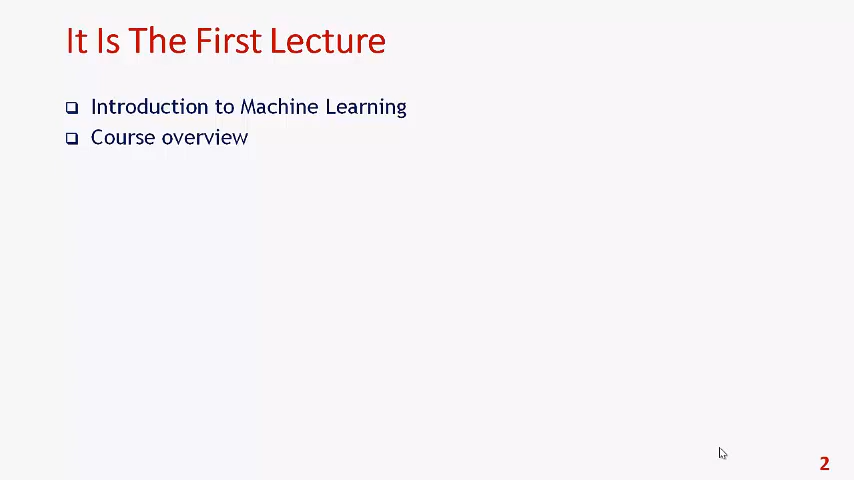 It Is The First Lecture
Introduction to Machine Learning
Course overview
2